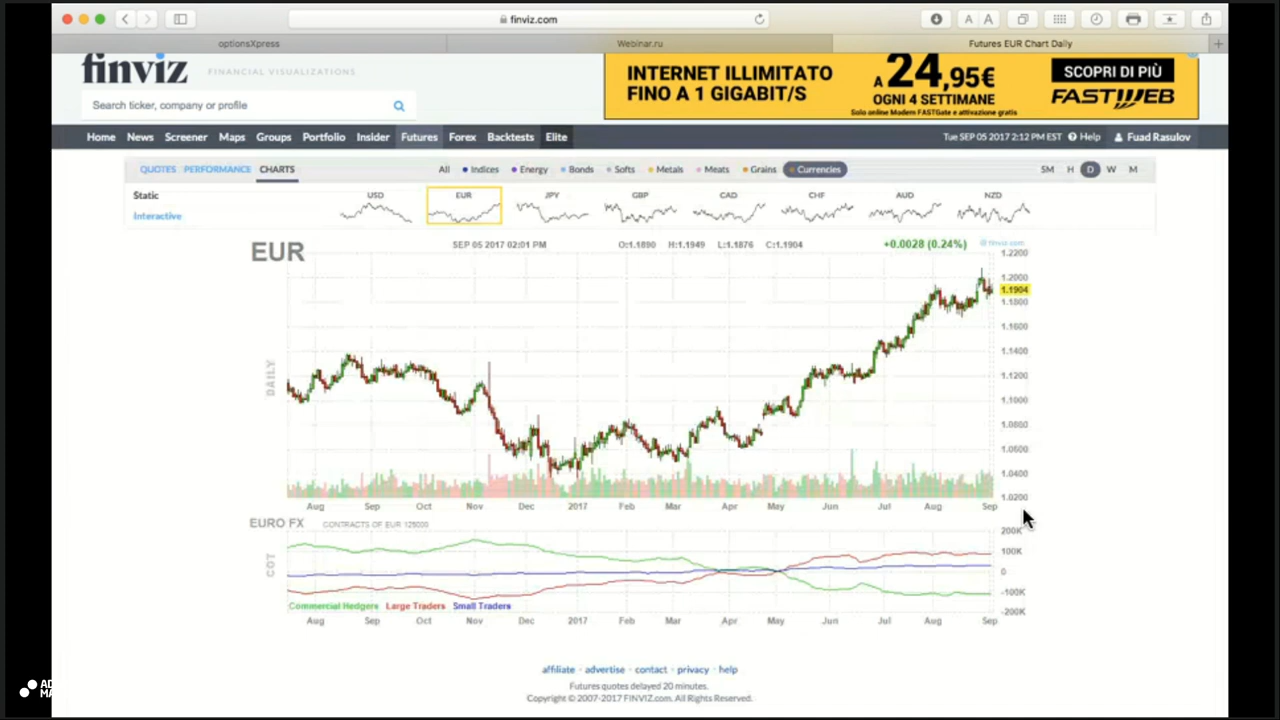 finviz.com
A A
optionsXpress
Webinar.ru
Futures EUR Chart Daily
finviz FINANCIAL VISUALIZATIONS
INTERNET ILLIMITATO
FINO A 1 GIGABIT/S
A 24,95€
OGNI 4 SETTIMANE
Solo online Modem FASTGate e attivazione gratis
SCOPRI DI PIÙ
FASTWEB
Search ticker, company or profile
Home News Screener Maps Groups Portfolio Insider Futures Forex Backtests Elite
Tue SEP 05 2017 2:12 PM EST Help Fuad Rasulov
QUOTES PERFORMANCE CHARTS
All Indices Energy Bonds Softs Metals Meats Grains Currencies
5M H D W M
Static
Interactive
USD EUR JPY GBP CAD CHF AUD NZD
EUR
SEP 05 2017 02:01 PM O:1.1890 H:1.1949 L:1.1876 C:1.1904 +0.0028 (0.24%) © finviz.com
1.2200
1.2000
1.1904
1.1800
1.1600
1.1400
1.1200
1.1000
1.0800
1.0600
1.0400
1.0200
DAILY
Aug Sep Oct Nov Dec 2017 Feb Mar Apr May Jun Jul Aug Sep
EURO FX CONTRACTS OF EUR 125000
COT
200K
100K
0
-100K
-200K
Commercial Hedgers Large Traders Small Traders
Aug Sep Oct Nov Dec 2017 Feb Mar Apr May Jun Jul Aug Sep
affiliate · advertise · contact · privacy · help
Futures quotes delayed 20 minutes.
Copyright © 2007-2017 FINVIZ.com. All Rights Reserved.